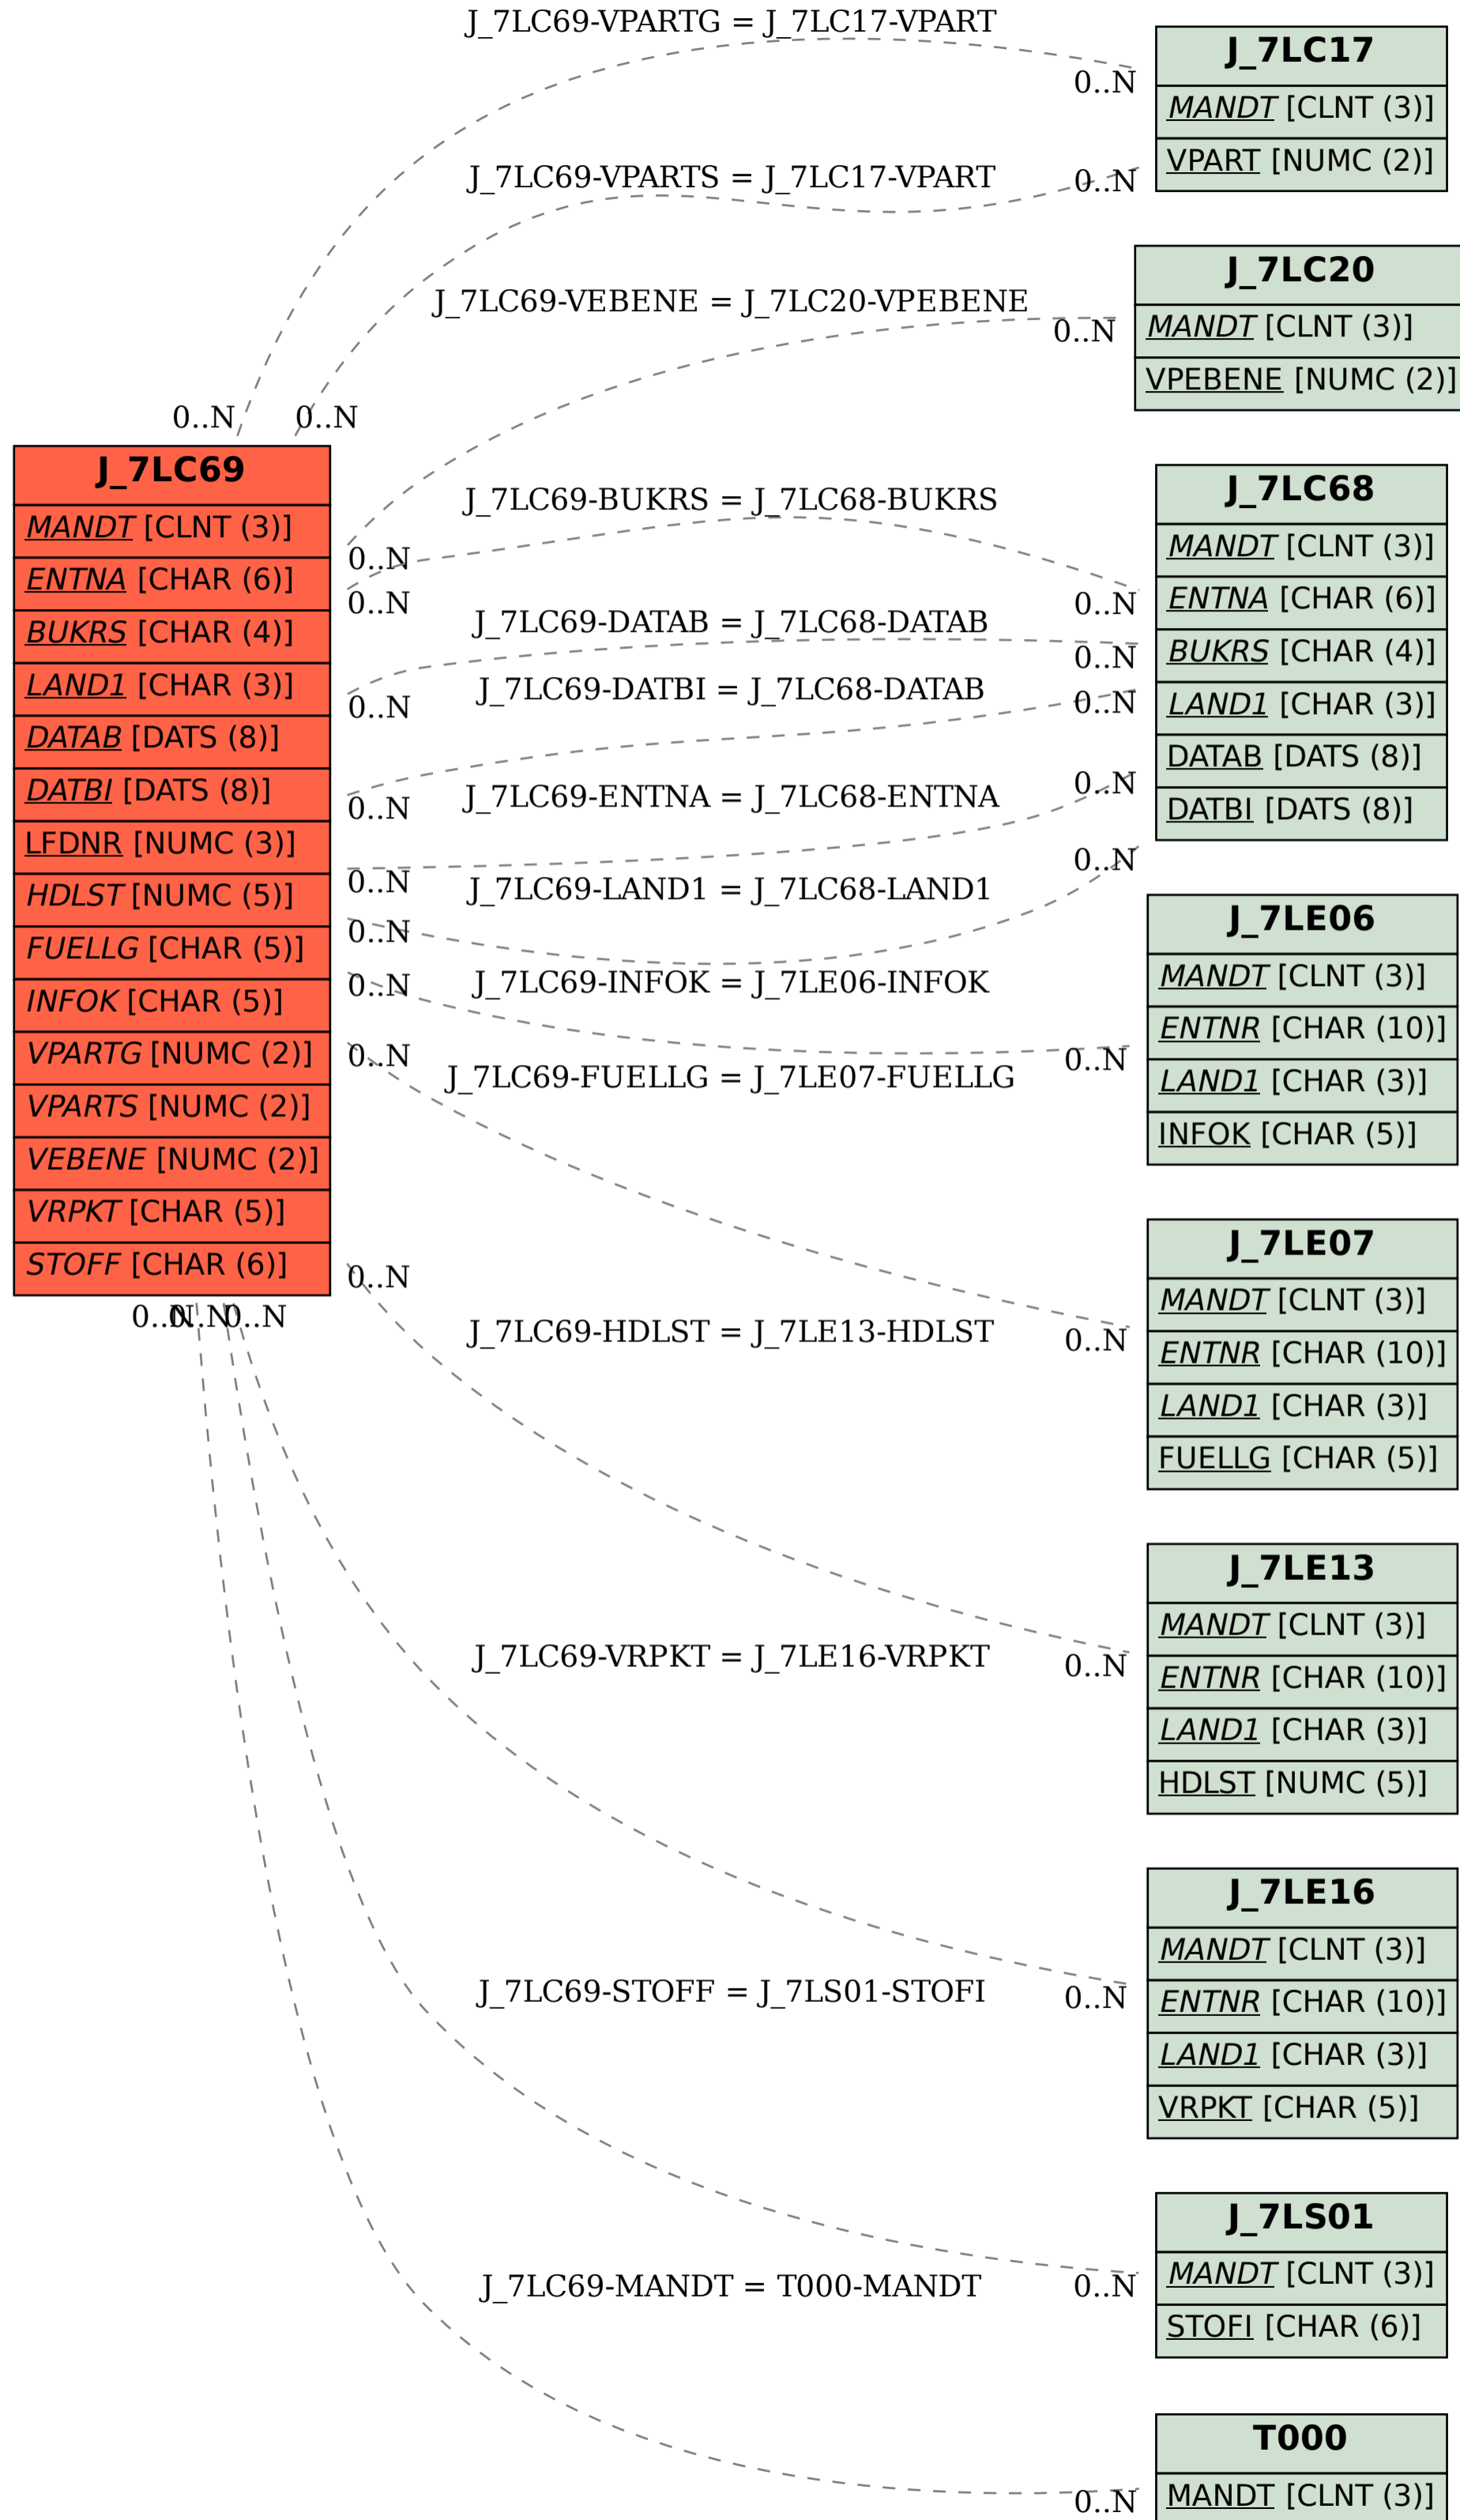 J_7LC69-VPARTG = J_7LC17-VPART
0..N
0..N
J_7LC69-VPARTS = J_7LC17-VPART
0..N
0..N
J_7LC69-VEBENE = J_7LC20-VPEBENE
0..N
0..N
J_7LC69-BUKRS = J_7LC68-BUKRS
0..N
0..N
J_7LC69-DATAB = J_7LC68-DATAB
0..N
0..N
J_7LC69-DATBI = J_7LC68-DATAB
0..N
0..N
J_7LC69-ENTNA = J_7LC68-ENTNA
0..N
0..N
J_7LC69-LAND1 = J_7LC68-LAND1
0..N
0..N
J_7LC69-INFOK = J_7LE06-INFOK
0..N
0..N
J_7LC69-FUELLG = J_7LE07-FUELLG
0..N
0..N
J_7LC69-HDLST = J_7LE13-HDLST
0..N
0..N
J_7LC69-VRPKT = J_7LE16-VRPKT
0..N
0..N
J_7LC69-STOFF = J_7LS01-STOFI
0..N
0..N
J_7LC69-MANDT = T000-MANDT
0..N
0..N
J_7LC69
MANDT [CLNT (3)]
ENTNA [CHAR (6)]
BUKRS [CHAR (4)]
LAND1 [CHAR (3)]
DATAB [DATS (8)]
DATBI [DATS (8)]
LFDNR [NUMC (3)]
HDLST [NUMC (5)]
FUELLG [CHAR (5)]
INFOK [CHAR (5)]
VPARTG [NUMC (2)]
VPARTS [NUMC (2)]
VEBENE [NUMC (2)]
VRPKT [CHAR (5)]
STOFF [CHAR (6)]
J_7LC17
MANDT [CLNT (3)]
VPART [NUMC (2)]
J_7LC20
MANDT [CLNT (3)]
VPEBENE [NUMC (2)]
J_7LC68
MANDT [CLNT (3)]
ENTNA [CHAR (6)]
BUKRS [CHAR (4)]
LAND1 [CHAR (3)]
DATAB [DATS (8)]
DATBI [DATS (8)]
J_7LE06
MANDT [CLNT (3)]
ENTNR [CHAR (10)]
LAND1 [CHAR (3)]
INFOK [CHAR (5)]
J_7LE07
MANDT [CLNT (3)]
ENTNR [CHAR (10)]
LAND1 [CHAR (3)]
FUELLG [CHAR (5)]
J_7LE13
MANDT [CLNT (3)]
ENTNR [CHAR (10)]
LAND1 [CHAR (3)]
HDLST [NUMC (5)]
J_7LE16
MANDT [CLNT (3)]
ENTNR [CHAR (10)]
LAND1 [CHAR (3)]
VRPKT [CHAR (5)]
J_7LS01
MANDT [CLNT (3)]
STOFI [CHAR (6)]
T000
MANDT [CLNT (3)]